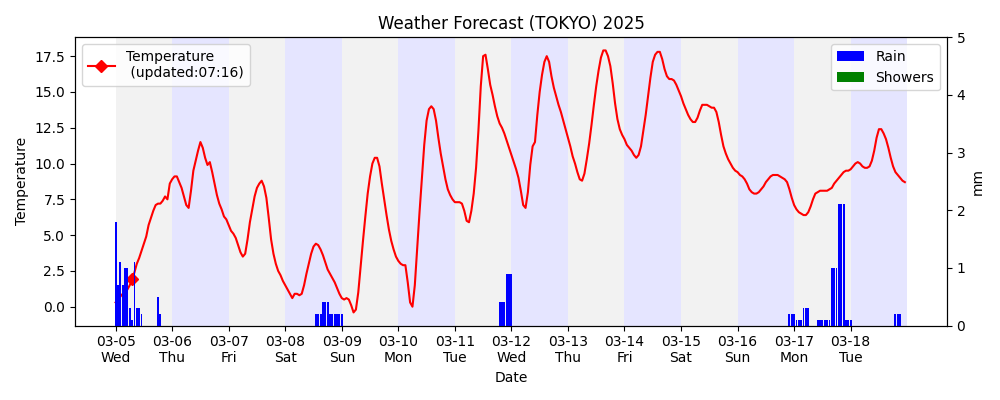 Weather Forecast (TOKYO) 2025
Temperature
(updated:07:16)
Rain
Showers
Temperature
17.5
15.0
12.5
10.0
7.5
5.0
2.5
0.0
5
4
3
2
1
0
mm
03-05 03-06 03-07 03-08 03-09 03-10 03-11 03-12 03-13 03-14 03-15 03-16 03-17 03-18
Wed Thu Fri Sat Sun Mon Tue Wed Thu Fri Sat Sun Mon Tue
Date